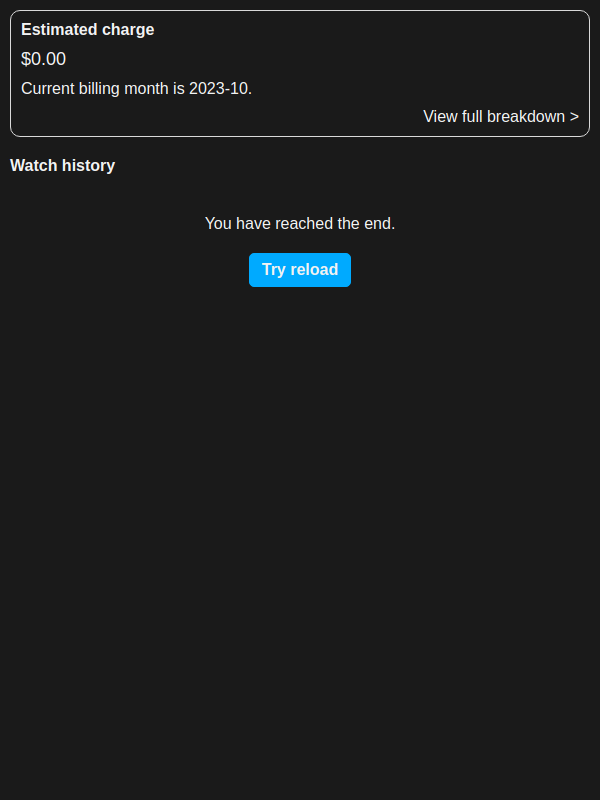 Estimated charge
$0.00
Current billing month is 2023-10.
View full breakdown >
Watch history
You have reached the end.
Try reload